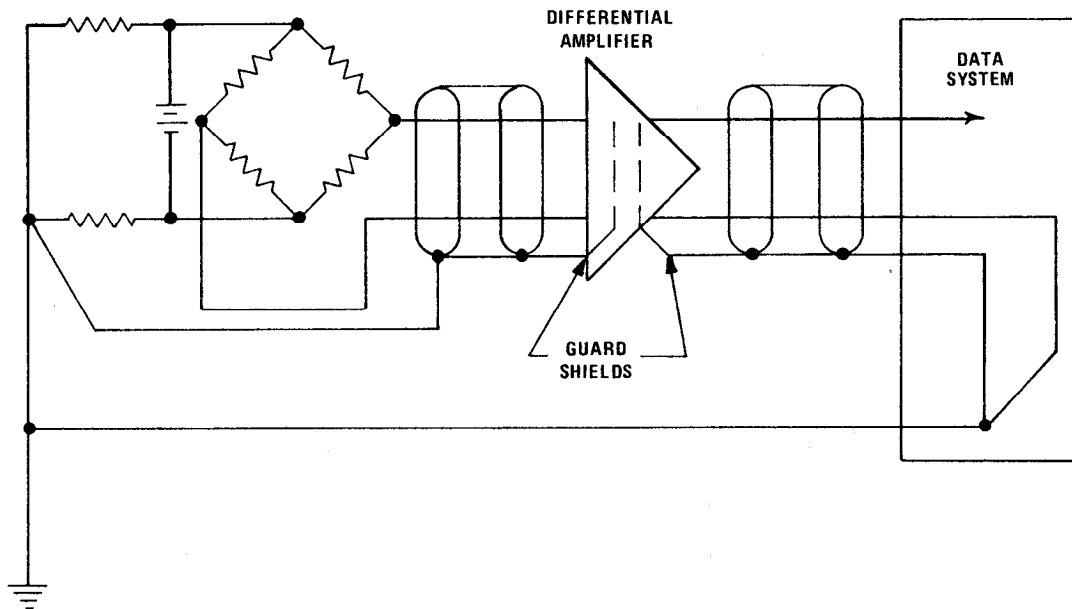 DIFFERENTIAL
AMPLIFIER
DATA
SYSTEM
GUARD
SHIELDS